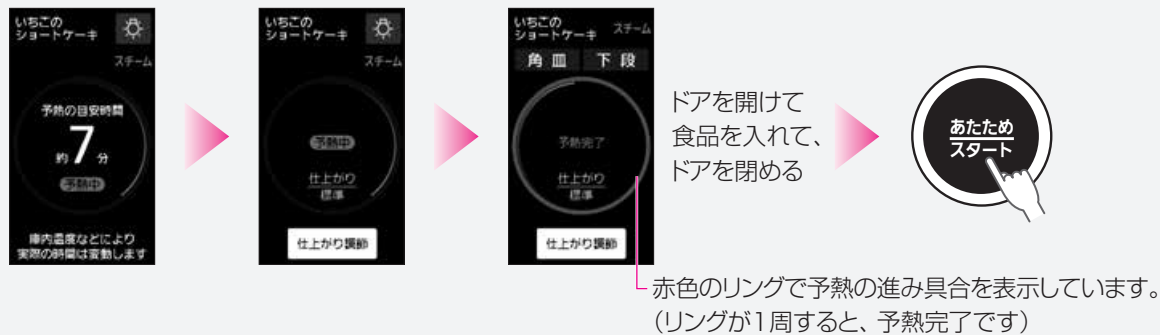 いちごの
ショートケーキ
スチーム
予熱の目安時間
約7分
予熱中
庫内温度などにより
実際の時間は変動します
いちごの
ショートケーキ
スチーム
予熱中
仕上がり
標準
仕上がり調節
いちごの
ショートケーキ
スチーム
角皿 下段
予熱完了
仕上がり
標準
仕上がり調節
ドアを開けて
食品を入れて、
ドアを閉める
あたため
スタート
赤色のリングで予熱の進み具合を表示しています。
(リングが1周すると、予熱完了です)